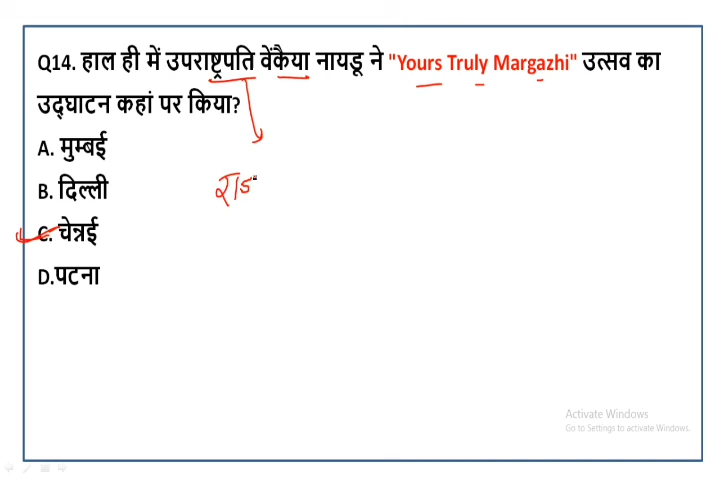 Q14. हाल ही में उपराष्ट्रपति वेंकैया नायडू ने "Yours Truly Margazhi" उत्सव का
उद्घाटन कहां पर किया?
A. मुम्बई
B. दिल्ली
C. चेन्नई
D.पटना
Activate Windows
Go to Settings to activate Windows.